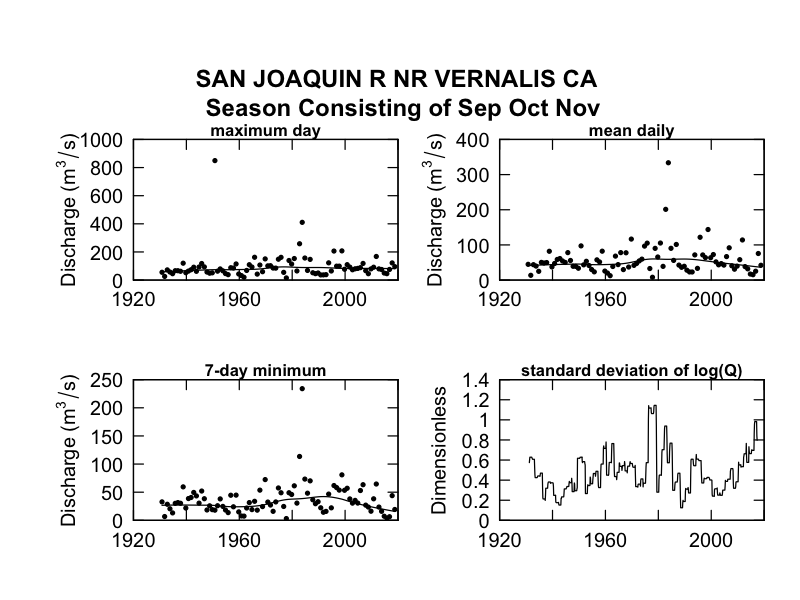 SAN JOAQUIN R NR VERNALIS CA
Season Consisting of Sep Oct Nov
maximum day
Discharge (m³/s)
1000
800
600
400
200
0
1920 1960 2000
mean daily
Discharge (m³/s)
400
300
200
100
0
1920 1960 2000
7-day minimum
Discharge (m³/s)
250
200
150
100
50
0
1920 1960 2000
standard deviation of log(Q)
Dimensionless
1.4
1.2
1
0.8
0.6
0.4
0.2
0
1920 1960 2000